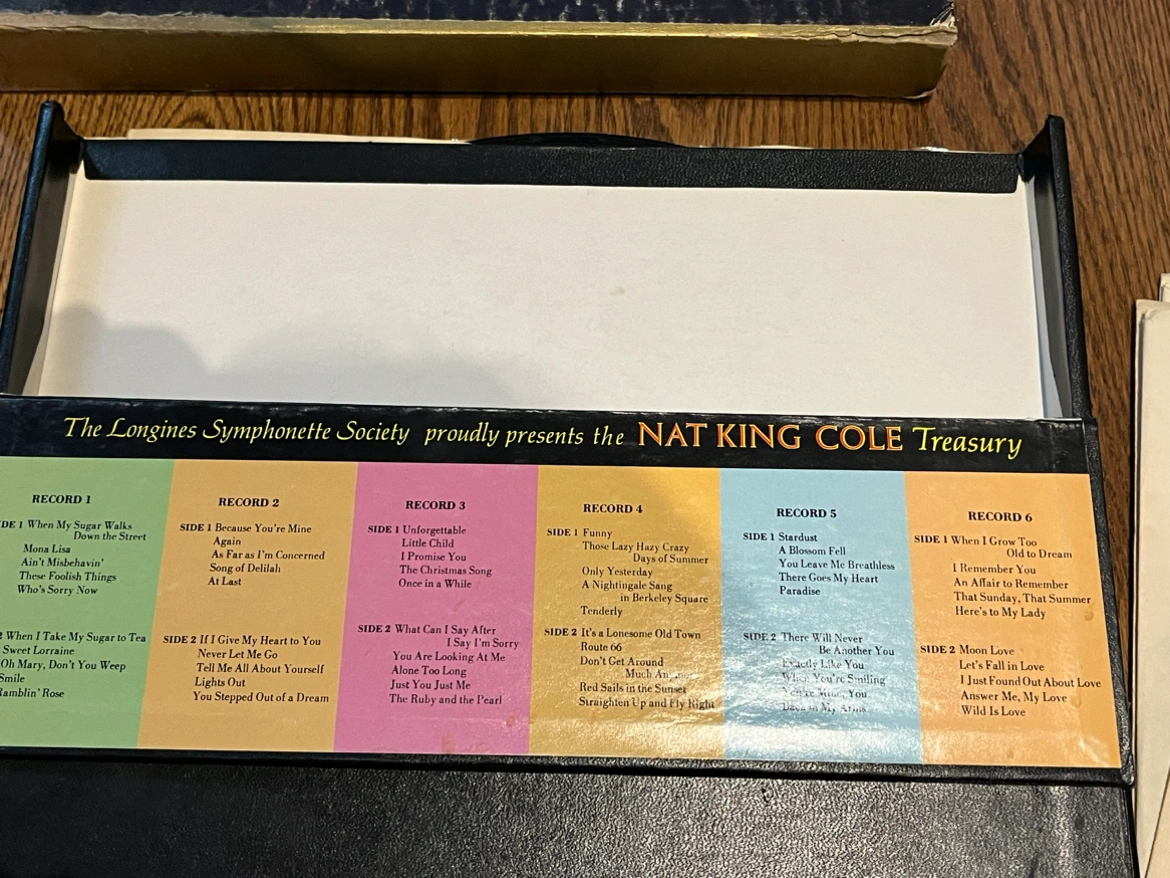 The Longines Symphonette Society proudly presents the NAT KING COLE Treasury
RECORD 1
SIDE 1 When My Sugar Walks
Down the Street
Mona Lisa
Ain't Misbehavin'
These Foolish Things
Who's Sorry Now
2 When I Take My Sugar to Tea
Sweet Lorraine
Oh Mary, Don't You Weep
Smile
Ramblin' Rose
RECORD 2
SIDE 1 Because You're Mine
Again
As Far as I'm Concerned
Song of Delilah
At Last
SIDE 2 If I Give My Heart to You
Never Let Me Go
Tell Me All About Yourself
Lights Out
You Stepped Out of a Dream
RECORD 3
SIDE 1 Unforgettable
Little Child
I Promise You
The Christmas Song
Once in a While
SIDE 2 What Can I Say After
I Say I'm Sorry
You Are Looking At Me
Alone Too Long
Just You Just Me
The Ruby and the Pearl
RECORD 4
SIDE 1 Funny
Those Lazy Hazy Crazy
Days of Summer
Only Yesterday
A Nightingale Sang
in Berkeley Square
Tenderly
SIDE 2 It's a Lonesome Old Town
Route 66
Don't Get Around
Much
Red Sails in the Sunset
Straighten Up and Fly Right
RECORD 5
SIDE 1 Stardust
A Blossom Fell
You Leave Me Breathless
There Goes My Heart
Paradise
SIDE 2 There Will Never
Be Another You
Exactly Like You
When You're Smiling
You
in My Arms
RECORD 6
SIDE 1 When I Grow Too
Old to Dream
I Remember You
An Affair to Remember
That Sunday, That Summer
Here's to My Lady
SIDE 2 Moon Love
Let's Fall in Love
I Just Found Out About Love
Answer Me, My Love
Wild Is Love